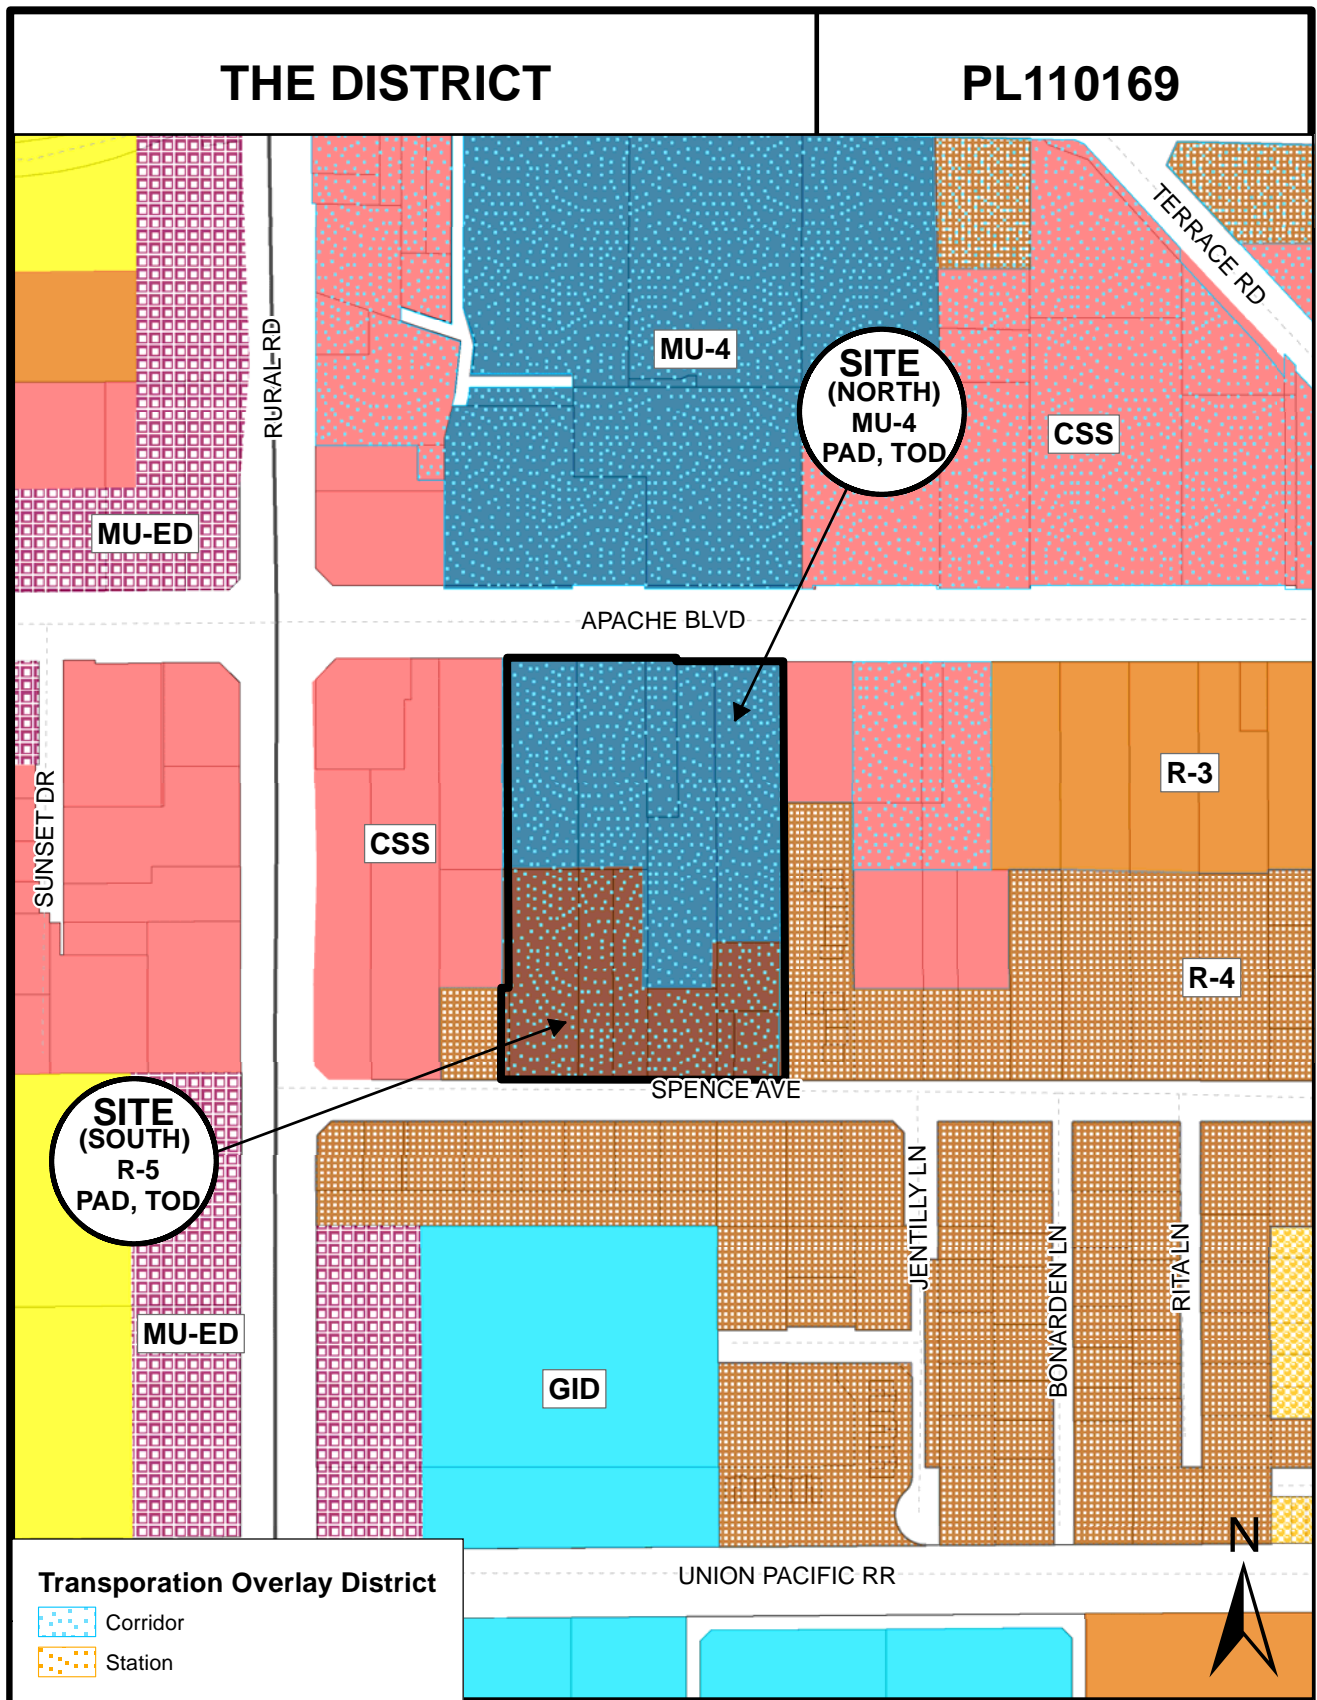 THE DISTRICT
PL110169
TERRACE RD
RURAL RD
MU-4
SITE
(NORTH)
MU-4
PAD, TOD
CSS
MU-ED
APACHE BLVD
SUNSET DR
CSS
R-3
R-4
SPENCE AVE
SITE
(SOUTH)
R-5
PAD, TOD
JENTILLY LN
BONARDEN LN
RITA LN
MU-ED
GID
N
UNION PACIFIC RR
Transporation Overlay District
Corridor
Station